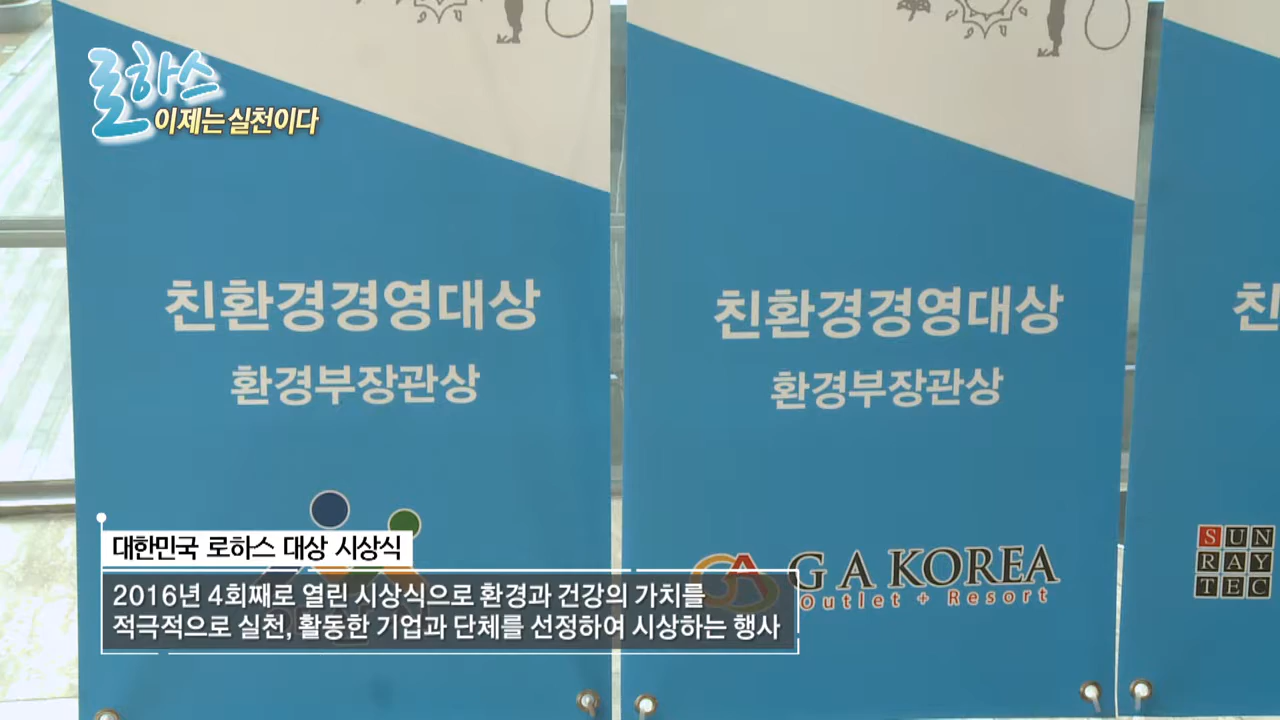 로하스
이제는 실천이다
친환경경영대상
환경부장관상
친환경경영대상
환경부장관상
친
G A KOREA
Outlet + Resort
SUN
RAY
TEC
대한민국 로하스 대상 시상식
2016년 4회째로 열린 시상식으로 환경과 건강의 가치를
적극적으로 실천, 활동한 기업과 단체를 선정하여 시상하는 행사